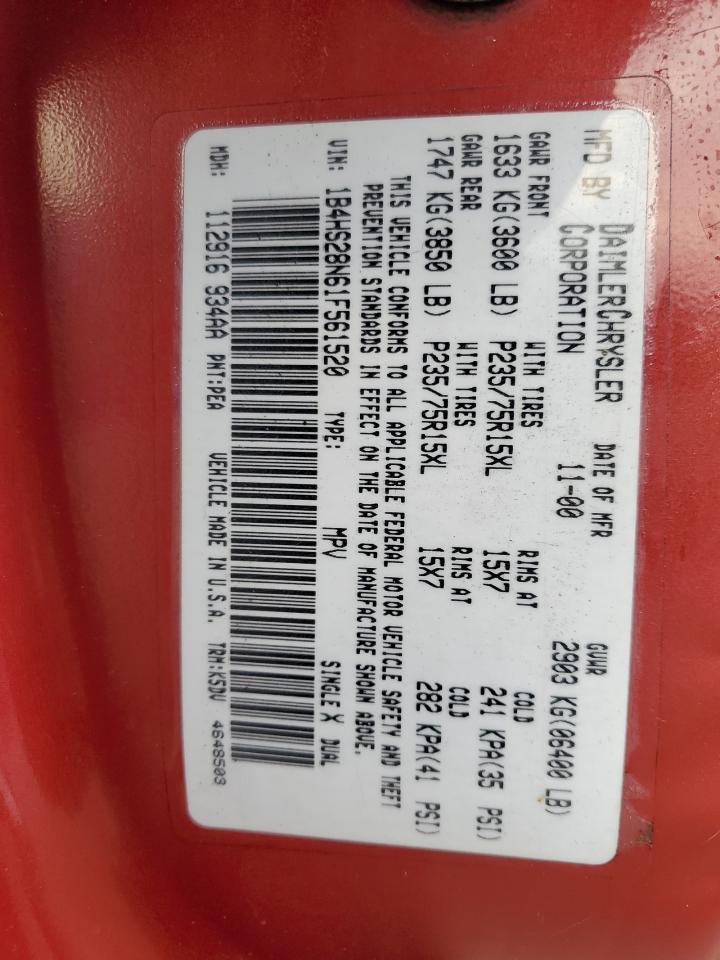 MFD BY DAIMLERCHRYSLER CORPORATION DATE OF MFR 11-00 GVWR 2903 KG(06400 LB)
GAWR FRONT WITH TIRES RIMS AT COLD
1633 KG(3600 LB) P235/75R15XL 15X7 241 KPA(35 PSI)
GAWR REAR WITH TIRES RIMS AT COLD
1747 KG(3850 LB) P235/75R15XL 15X7 282 KPA(41 PSI)
THIS VEHICLE CONFORMS TO ALL APPLICABLE FEDERAL MOTOR VEHICLE SAFETY AND THEFT
PREVENTION STANDARDS IN EFFECT ON THE DATE OF MANUFACTURE SHOWN ABOVE.
VIN: 1B4HS28N61F561520 TYPE: MPV SINGLE X DUAL
MDH: 112916 934AA PNT:PEA VEHICLE MADE IN U.S.A. TRM:K5DV 4648503